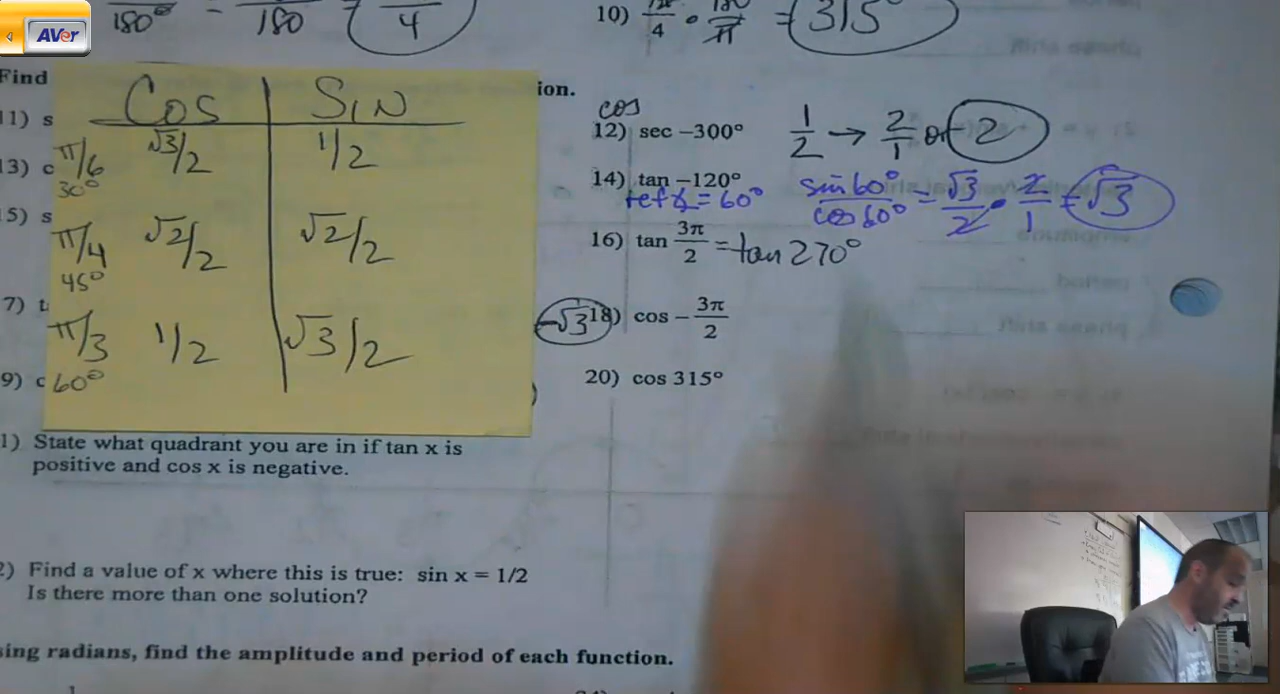 180° = 180 = 4
10) /4 • 180/π = 315°
AVer
Find
ion.
Cos | Sin
π/6 30° √3/2 1/2
π/4 45° √2/2 √2/2
π/3 60° 1/2 √3/2
11) s
13) c
15) s
7) t
9) c
cos
12) sec −300° 1/2 → 2/1 or 2
14) tan −120°
ref ∠ = 60° sin 60°/cos 60° = √3/2 • 2/1 = √3
16) tan 3π/2 = tan 270°
−√3
18) cos − 3π/2
20) cos 315°
1) State what quadrant you are in if tan x is
positive and cos x is negative.
2) Find a value of x where this is true: sin x = 1/2
Is there more than one solution?
sing radians, find the amplitude and period of each function.